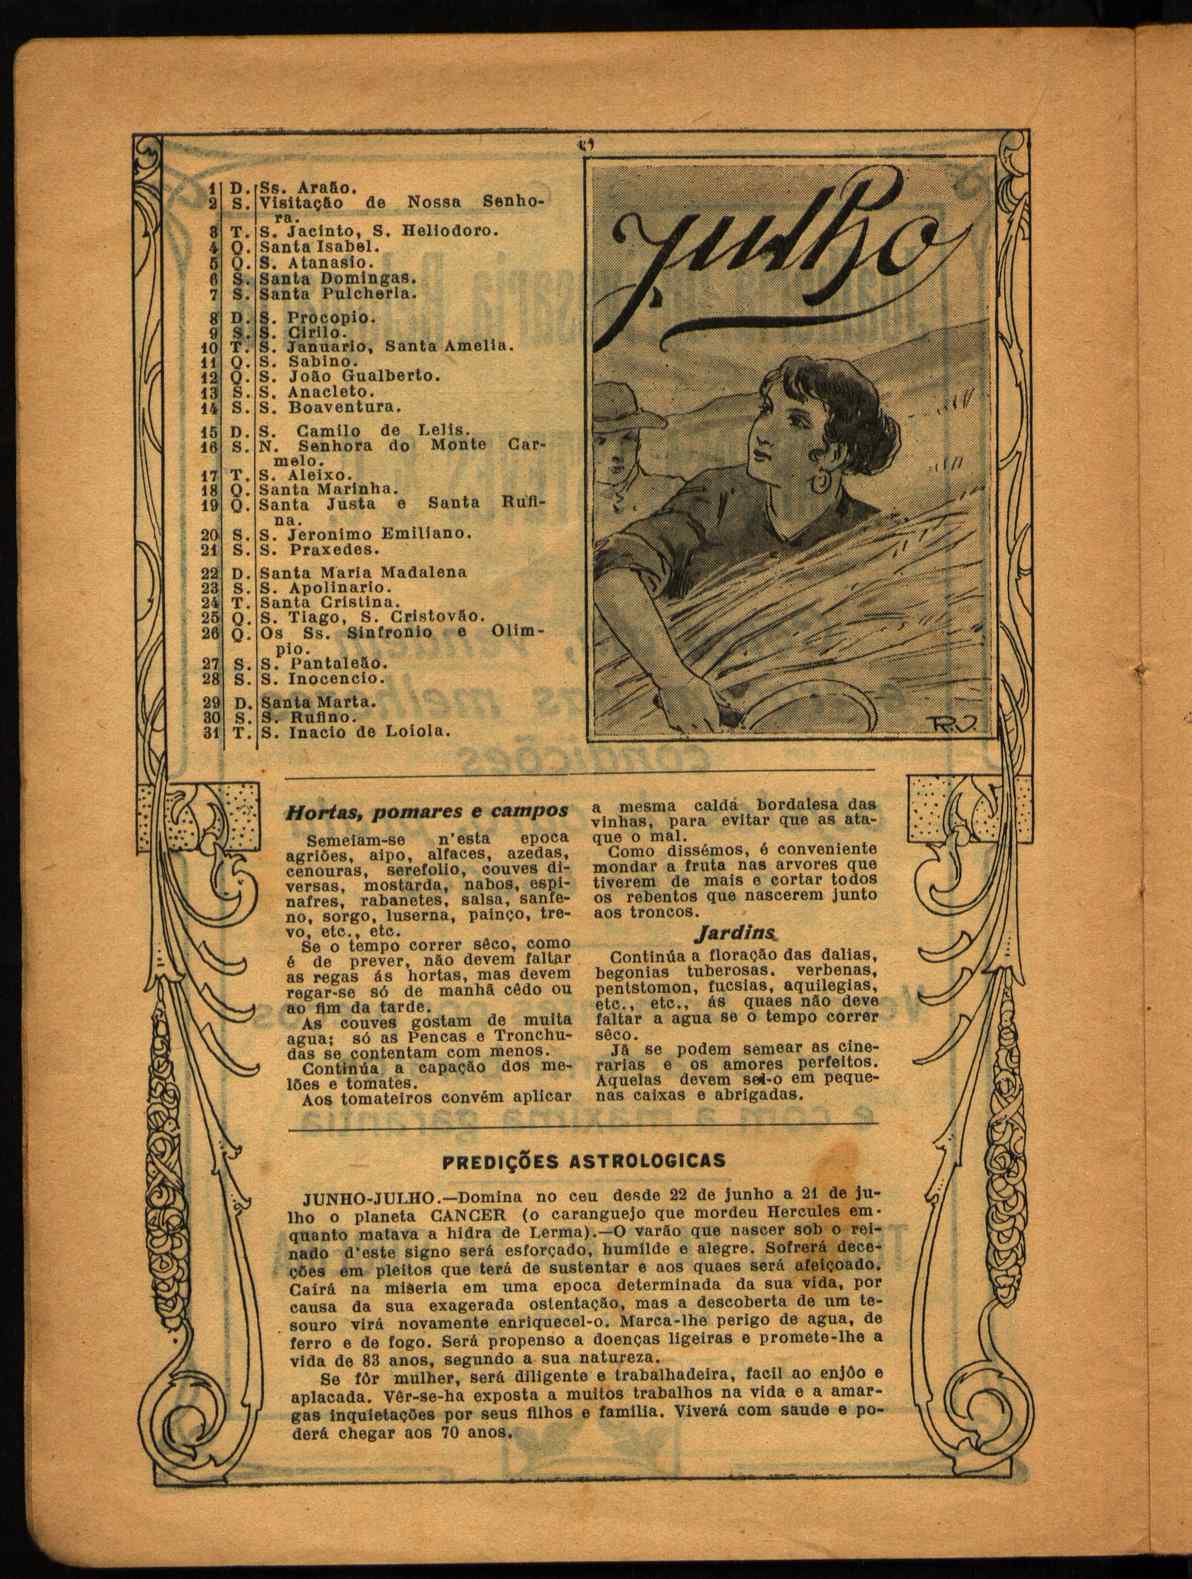 1 D. Ss. Araão.
2 S. Visitação de Nossa Senho-
ra.
3 T. S. Jacinto, S. Heliodoro.
4 Q. Santa Isabel.
5 Q. S. Atanasio.
6 S. Santa Domingas.
7 S. Santa Pulcheria.
8 D. S. Procopio.
9 S. S. Cirilo.
10 T. S. Januario, Santa Amelia.
11 Q. S. Sabino.
12 Q. S. João Gualberto.
13 S. S. Anacleto.
14 S. S. Boaventura.
15 D. S. Camilo de Lelis.
16 S. N. Senhora do Monte Car-
melo.
17 T. S. Aleixo.
18 Q. Santa Marinha.
19 Q. Santa Justa e Santa Rufi-
na.
20 S. S. Jeronimo Emiliano.
21 S. S. Praxedes.
22 D. Santa Maria Madalena
23 S. S. Apolinario.
24 T. Santa Cristina.
25 Q. S. Tiago, S. Cristovão.
26 Q. Os Ss. Sinfronio e Olim-
pio.
27 S. S. Pantaleão.
28 S. S. Inocencio.
29 D. Santa Marta.
30 S. S. Rufino.
31 T. S. Inacio de Loiola.
Julho
R.V.
Hortas, pomares e campos
Semeiam-se n'esta epoca
agriões, aipo, alfaces, azedas,
cenouras, serefolio, couves di-
versas, mostarda, nabos, espi-
nafres, rabanetes, salsa, sanfe-
no, sorgo, luserna, painço, tre-
vo, etc., etc.
Se o tempo correr sêco, como
é de prever, não devem faltar
as regas ás hortas, mas devem
regar-se só de manhã cêdo ou
ao fim da tarde.
As couves gostam de muita
agua; só as Pencas e Tronchu-
das se contentam com menos.
Continúa a capação dos me-
lões e tomates.
Aos tomateiros convém aplicar
a mesma caldá bordalesa das
vinhas, para evitar que as ata-
que o mal.
Como dissémos, é conveniente
mondar a fruta nas arvores que
tiverem de mais e cortar todos
os rebentos que nascerem junto
aos troncos.
Jardins
Continúa a floração das dalias,
begonias tuberosas, verbenas,
pentstomon, fucsias, aquilegias,
etc., etc., ás quaes não deve
faltar a agua se o tempo correr
sêco.
Já se podem semear as cine-
rarias e os amores perfeitos.
Aquelas devem sel-o em peque-
nas caixas e abrigadas.
PREDIÇÕES ASTROLOGICAS
JUNHO-JULHO.—Domina no ceu desde 22 de junho a 21 de ju-
lho o planeta CANCER (o caranguejo que mordeu Hercules em-
quanto matava a hidra de Lerma).—O varão que nascer sob o rei-
nado d'este signo será esforçado, humilde e alegre. Sofrerá dece-
ções em pleitos que terá de sustentar e aos quaes será afeiçoado.
Cairá na miseria em uma epoca determinada da sua vida, por
causa da sua exagerada ostentação, mas a descoberta de um te-
souro virá novamente enriquecel-o. Marca-lhe perigo de agua, de
ferro e de fogo. Será propenso a doenças ligeiras e promete-lhe a
vida de 83 anos, segundo a sua natureza.
Se fôr mulher, será diligente e trabalhadeira, facil ao enjôo e
aplacada. Vêr-se-ha exposta a muitos trabalhos na vida e a amar-
gas inquietações por seus filhos e familia. Viverá com saude e po-
derá chegar aos 70 anos.